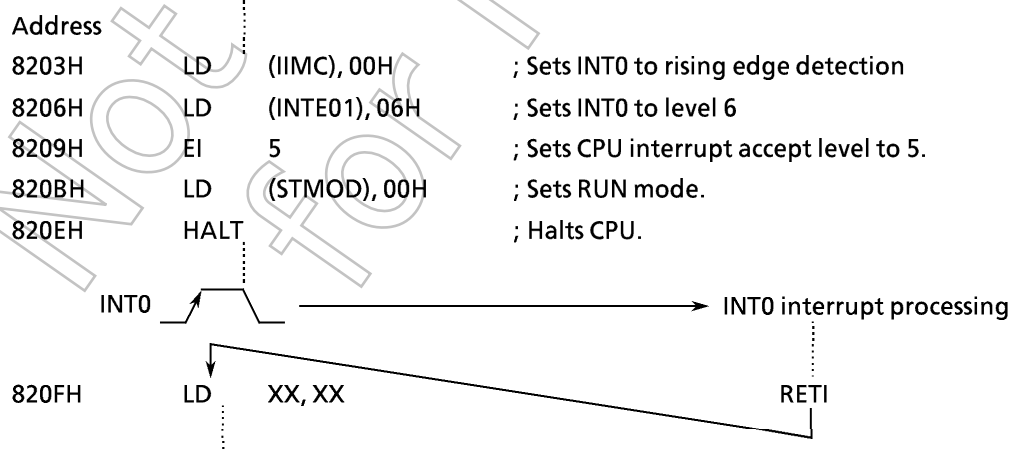 Address
8203H LD (IIMC), 00H ; Sets INT0 to rising edge detection
8206H LD (INTE01), 06H ; Sets INT0 to level 6
8209H EI 5 ; Sets CPU interrupt accept level to 5.
820BH LD (STMOD), 00H ; Sets RUN mode.
820EH HALT ; Halts CPU.
INT0 INT0 interrupt processing
820FH LD XX, XX RETI
Not
for